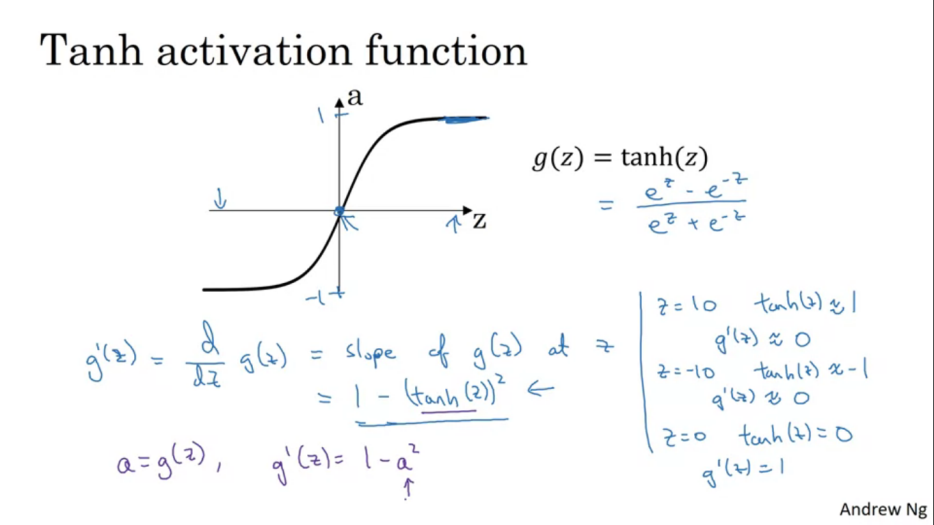 Tanh activation function
a
1
z
-1
g(z) = tanh(z)
= (e^z - e^-z) / (e^z + e^-z)
g'(z) = d/dz g(z) = slope of g(z) at z
= 1 - (tanh(z))² ←
a = g(z), g'(z) = 1 - a²
↑
z = 10 tanh(z) ≈ 1
g'(z) ≈ 0
z = -10 tanh(z) ≈ -1
g'(z) ≈ 0
z = 0 tanh(z) = 0
g'(z) = 1
Andrew Ng